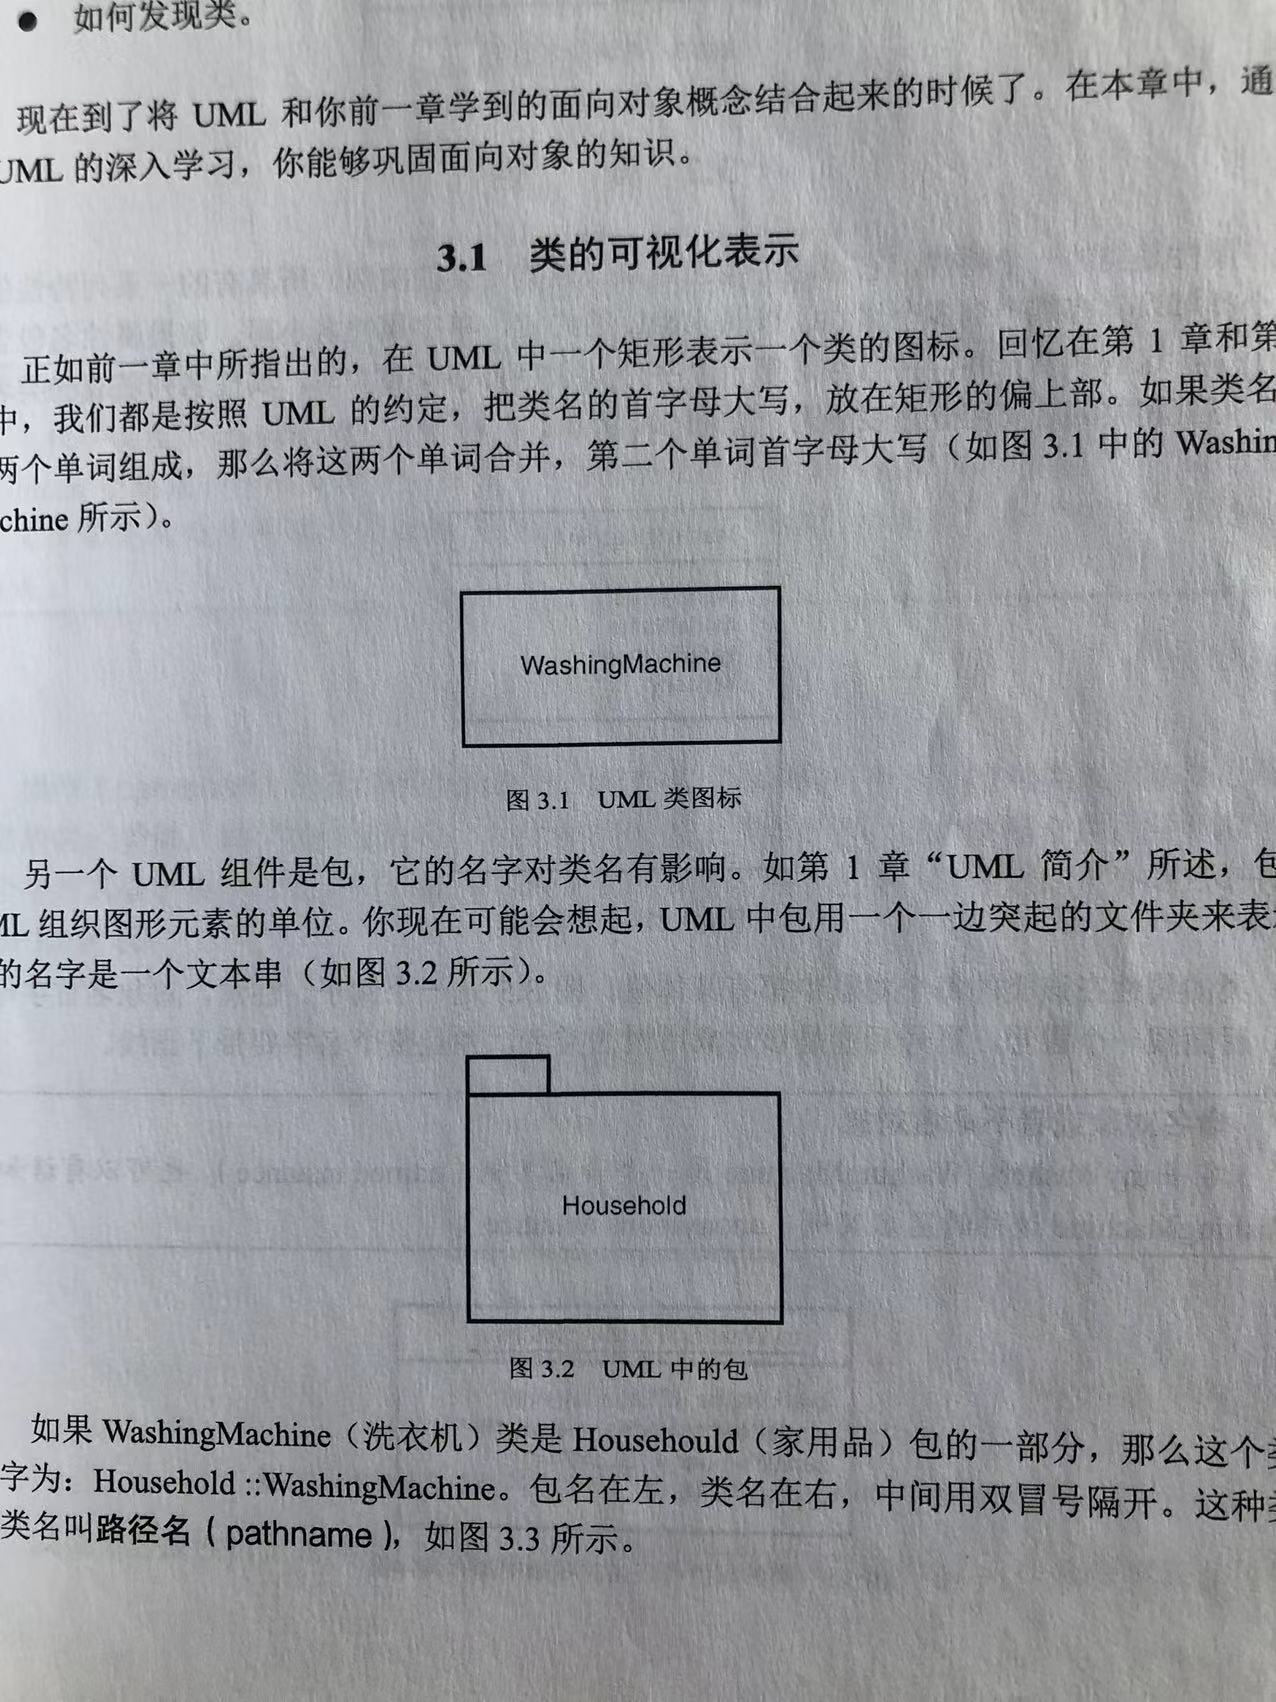 ● 如何发现类。
现在到了将 UML 和你前一章学到的面向对象概念结合起来的时候了。在本章中，通
UML 的深入学习，你能够巩固面向对象的知识。
3.1 类的可视化表示
正如前一章中所指出的，在 UML 中一个矩形表示一个类的图标。回忆在第 1 章和第
中，我们都是按照 UML 的约定，把类名的首字母大写，放在矩形的偏上部。如果类名
两个单词组成，那么将这两个单词合并，第二个单词首字母大写（如图 3.1 中的 Washin
chine 所示）。
WashingMachine
图 3.1 UML 类图标
另一个 UML 组件是包，它的名字对类名有影响。如第 1 章“UML 简介”所述，包
ML 组织图形元素的单位。你现在可能会想起，UML 中包用一个一边突起的文件夹来表
的名字是一个文本串（如图 3.2 所示）。
Household
图 3.2 UML 中的包
如果 WashingMachine（洗衣机）类是 Househould（家用品）包的一部分，那么这个
字为：Household ::WashingMachine。包名在左，类名在右，中间用双冒号隔开。这种
类名叫路径名（pathname），如图 3.3 所示。